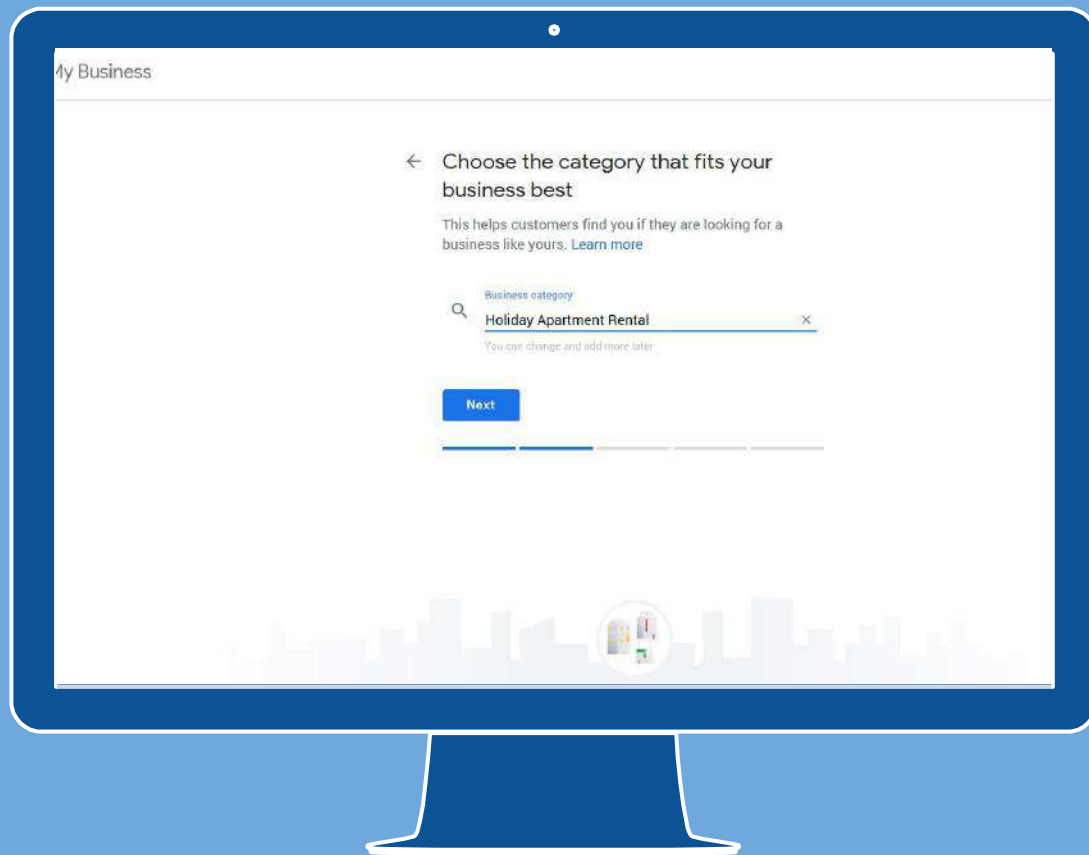 My Business
← Choose the category that fits your
business best
This helps customers find you if they are looking for a
business like yours. Learn more
Business category
Holiday Apartment Rental
You can change and add more later
Next